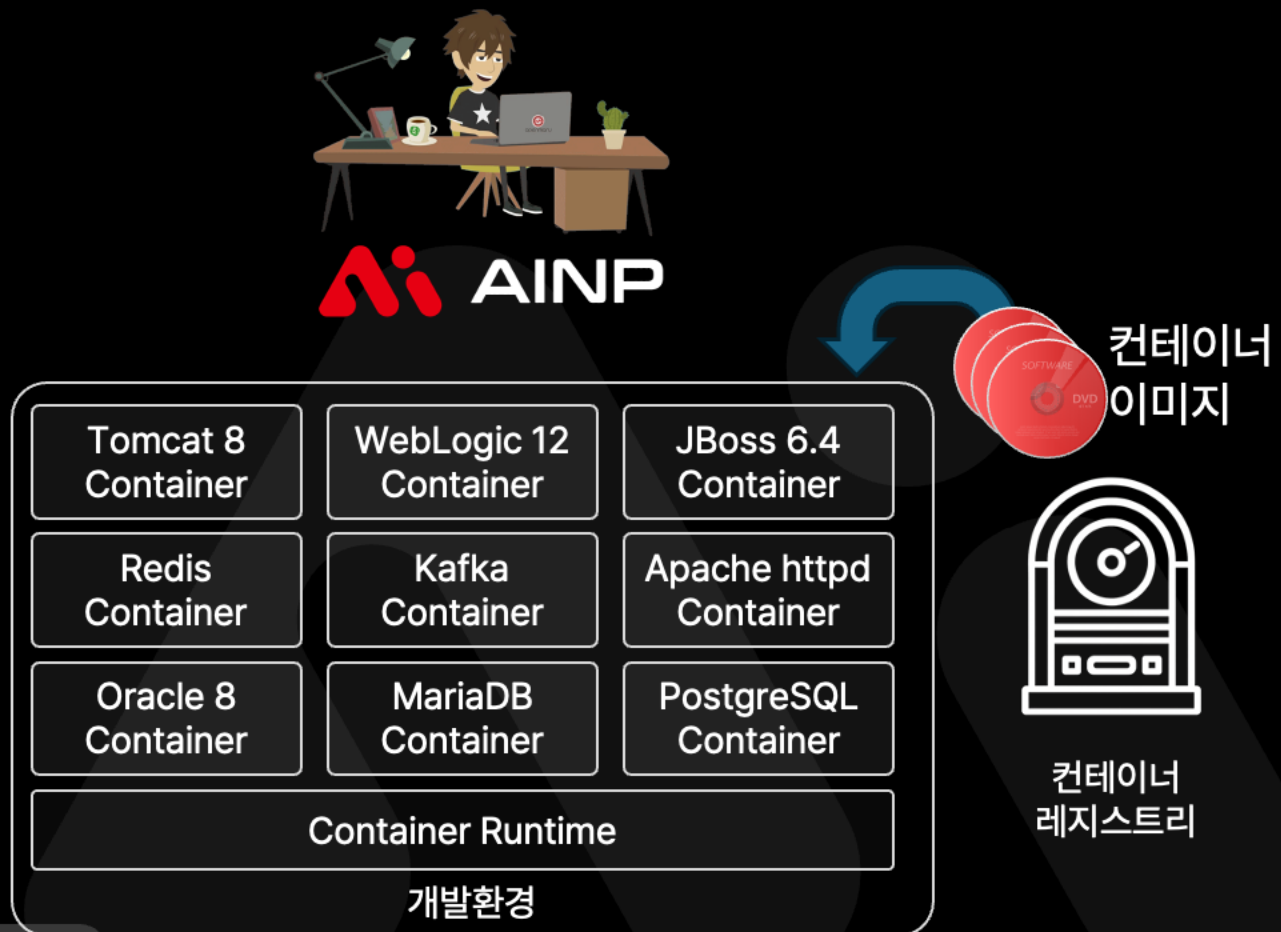 AINP
컨테이너
이미지
SOFTWARE
DVD
Tomcat 8
Container
WebLogic 12
Container
JBoss 6.4
Container
Redis
Container
Kafka
Container
Apache httpd
Container
Oracle 8
Container
MariaDB
Container
PostgreSQL
Container
Container Runtime
개발환경
컨테이너
레지스트리